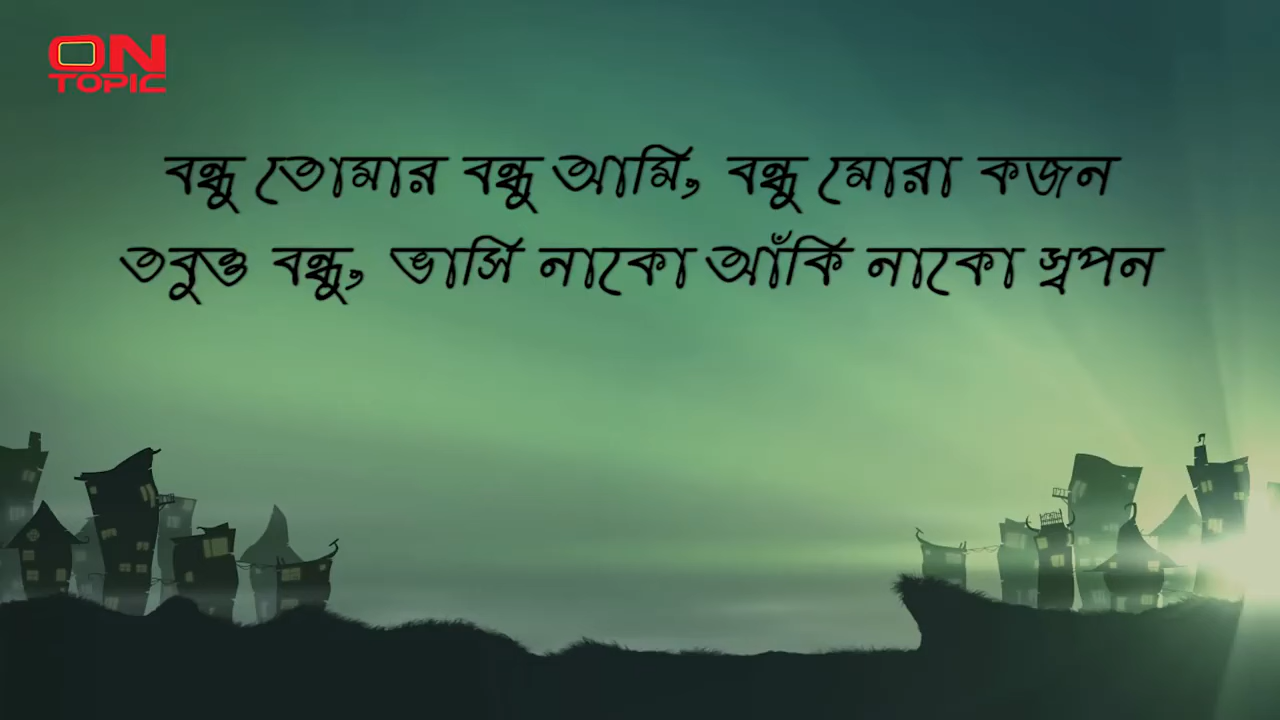 ON
TOPIC
বন্ধু তোমার বন্ধু আমি, বন্ধু মোরা কজন
তবুও বন্ধু, ভাসি নাকো আঁকি নাকো স্বপন